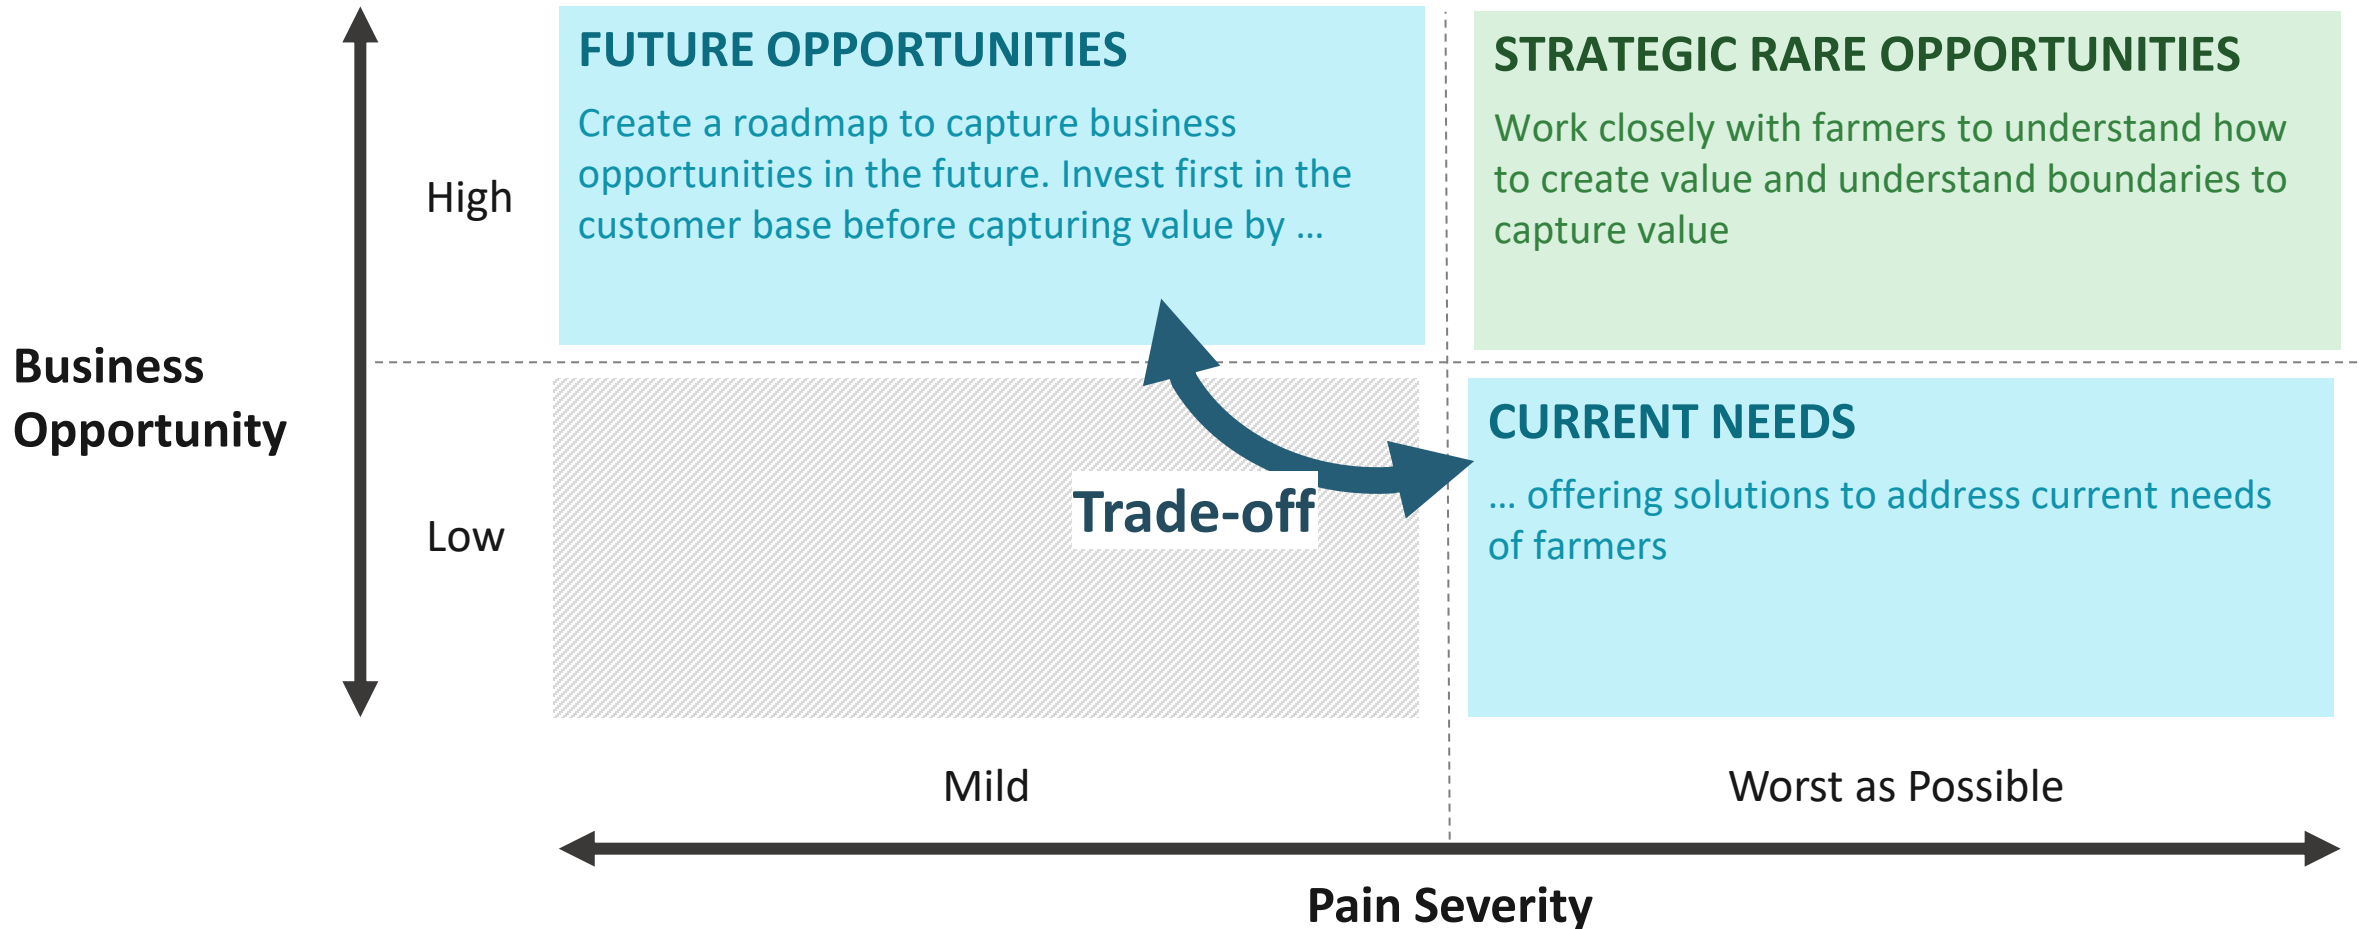 FUTURE OPPORTUNITIES
Create a roadmap to capture business
opportunities in the future. Invest first in the
customer base before capturing value by ...
STRATEGIC RARE OPPORTUNITIES
Work closely with farmers to understand how
to create value and understand boundaries to
capture value
High
Business
Opportunity
Low
Trade-off
CURRENT NEEDS
... offering solutions to address current needs
of farmers
Mild
Worst as Possible
Pain Severity